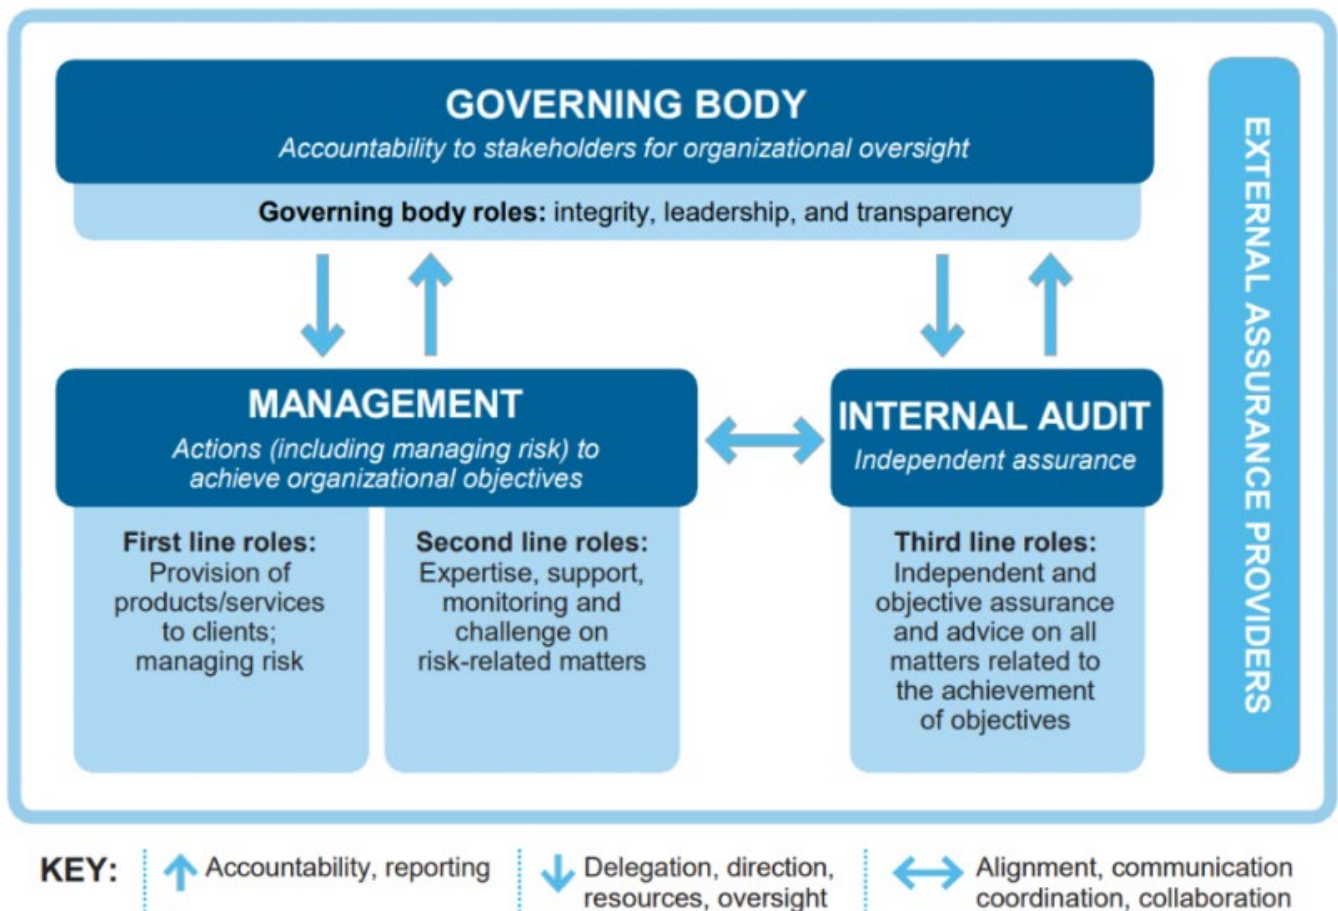 GOVERNING BODY
Accountability to stakeholders for organizational oversight
Governing body roles: integrity, leadership, and transparency
MANAGEMENT
Actions (including managing risk) to
achieve organizational objectives
First line roles:
Provision of
products/services
to clients;
managing risk
Second line roles:
Expertise, support,
monitoring and
challenge on
risk-related matters
INTERNAL AUDIT
Independent assurance
Third line roles:
Independent and
objective assurance
and advice on all
matters related to
the achievement
of objectives
EXTERNAL ASSURANCE PROVIDERS
KEY:
Accountability, reporting
Delegation, direction,
resources, oversight
Alignment, communication
coordination, collaboration